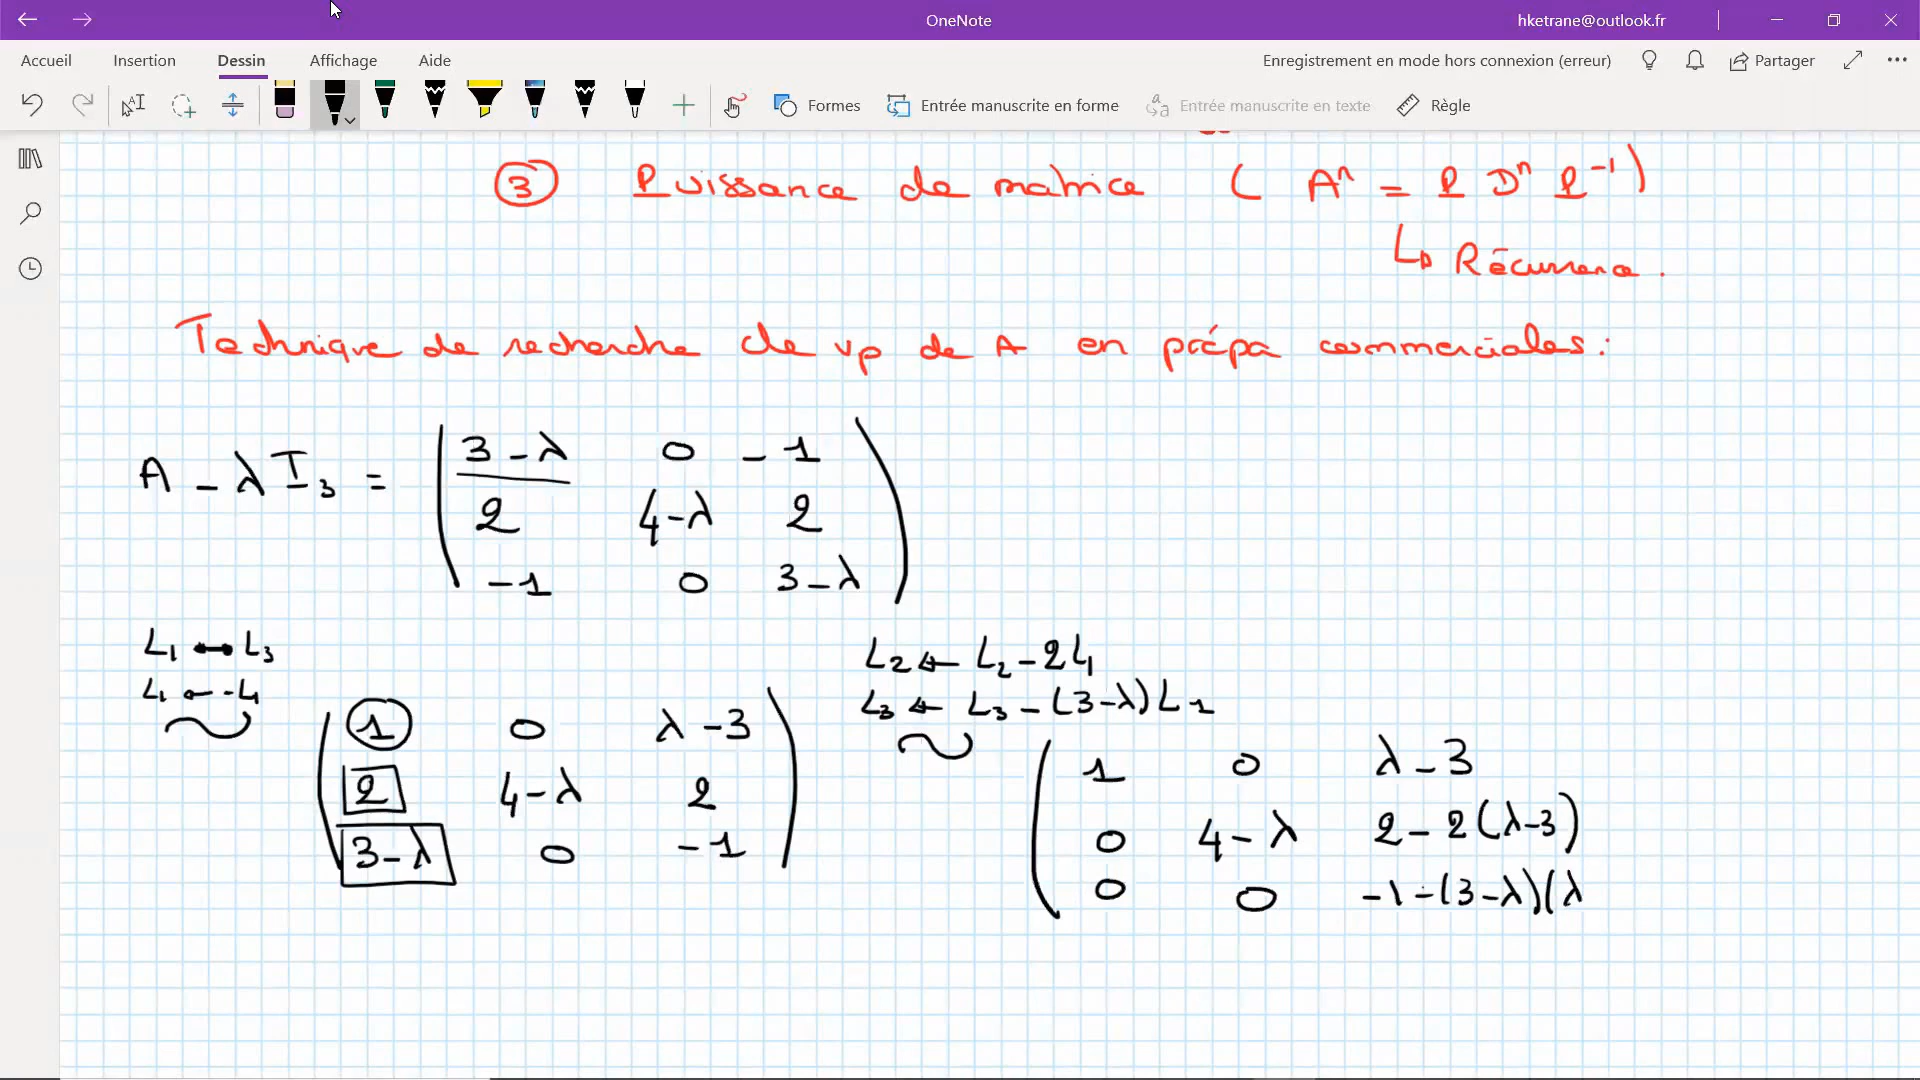 OneNote
hketrane@outlook.fr
Accueil Insertion Dessin Affichage Aide
Enregistrement en mode hors connexion (erreur) Partager
Formes Entrée manuscrite en forme Entrée manuscrite en texte Règle
③ Puissance de matrice ( Aⁿ = P Dⁿ P⁻¹ )
↳ Récurrence.
Technique de recherche de vp de A en prépa commerciales :
A - λ I₃ = ( 3-λ 0 -1
2 4-λ 2
-1 0 3-λ )
L₁ ↔ L₃
L₁ ← -L₁
~
( 1 0 λ-3
2 4-λ 2
3-λ 0 -1 )
L₂ ← L₂ - 2L₁
L₃ ← L₃ - (3-λ) L₁
~
( 1 0 λ-3
0 4-λ 2-2(λ-3)
0 0 -1-(3-λ)(λ